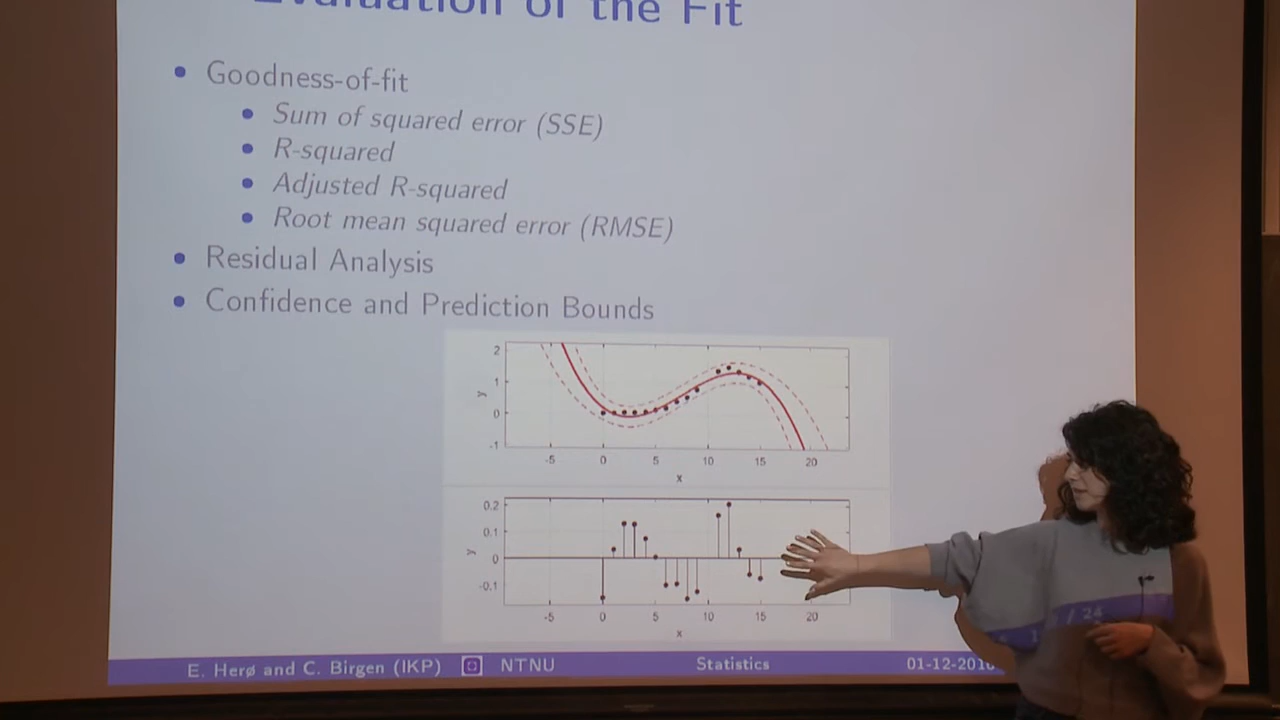 Evaluation of the Fit
Goodness-of-fit
Sum of squared error (SSE)
R-squared
Adjusted R-squared
Root mean squared error (RMSE)
Residual Analysis
Confidence and Prediction Bounds
2
1
0
-1
y
-5 0 5 10 15 20
x
0.2
0.1
0
-0.1
y
-5 0 5 10 15 20
x
E. Herø and C. Birgen (IKP) NTNU Statistics 01-12-2016 / 24